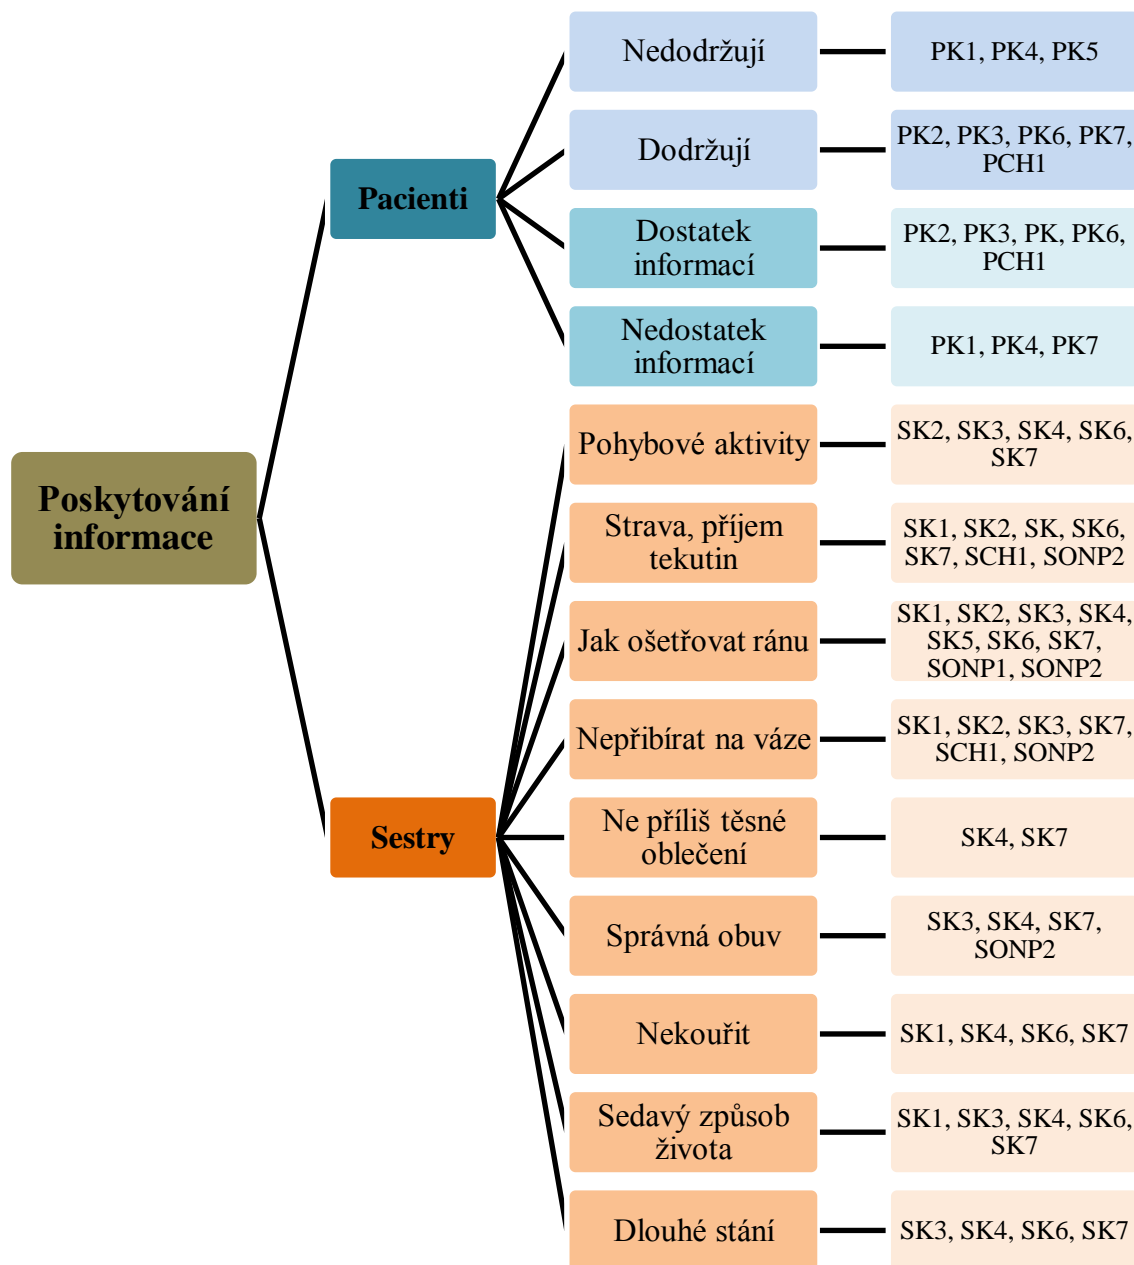 Poskytování
informace
Pacienti
Nedodržují
PK1, PK4, PK5
Dodržují
PK2, PK3, PK6, PK7,
PCH1
Dostatek
informací
PK2, PK3, PK, PK6,
PCH1
Nedostatek
informací
PK1, PK4, PK7
Sestry
Pohybové aktivity
SK2, SK3, SK4, SK6,
SK7
Strava, příjem
tekutin
SK1, SK2, SK, SK6,
SK7, SCH1, SONP2
Jak ošetřovat ránu
SK1, SK2, SK3, SK4,
SK5, SK6, SK7,
SONP1, SONP2
Nepřibírat na váze
SK1, SK2, SK3, SK7,
SCH1, SONP2
Ne příliš těsné
oblečení
SK4, SK7
Správná obuv
SK3, SK4, SK7,
SONP2
Nekouřit
SK1, SK4, SK6, SK7
Sedavý způsob
života
SK1, SK3, SK4, SK6,
SK7
Dlouhé stání
SK3, SK4, SK6, SK7